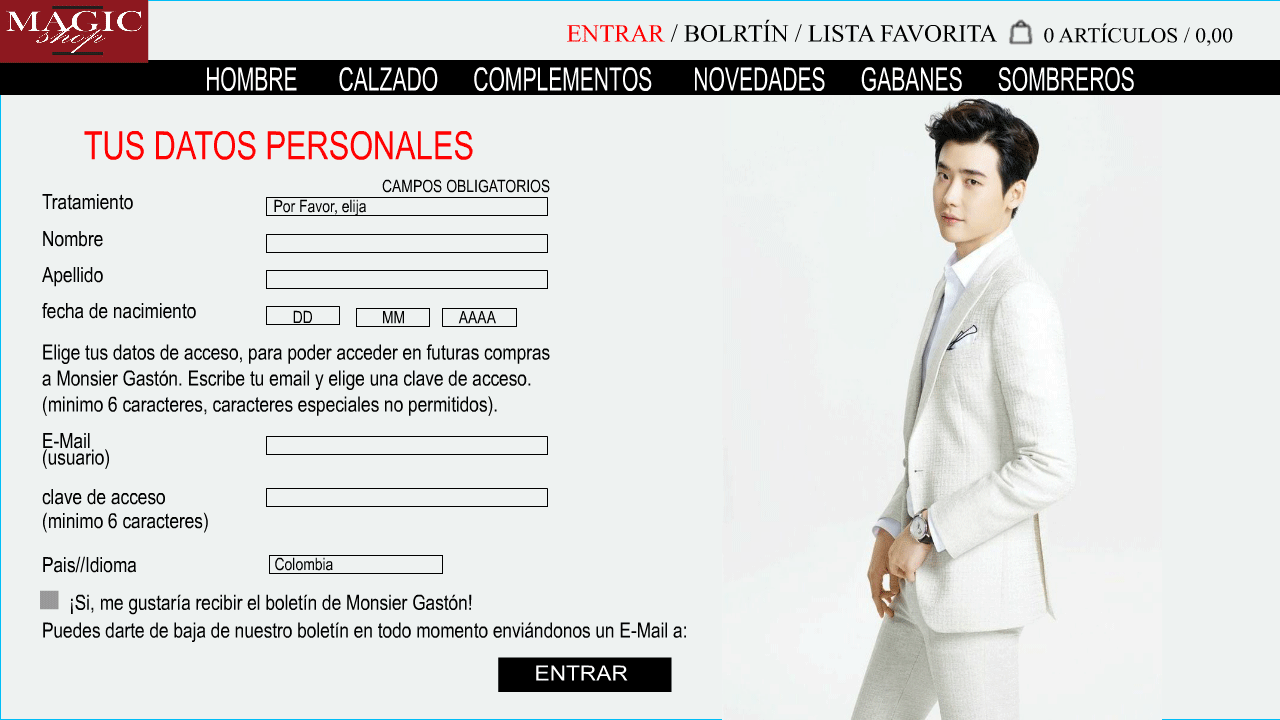 MAGIC
shop
ENTRAR / BOLRTÍN / LISTA FAVORITA 0 ARTÍCULOS / 0,00
HOMBRE CALZADO COMPLEMENTOS NOVEDADES GABANES SOMBREROS
TUS DATOS PERSONALES
CAMPOS OBLIGATORIOS
Tratamiento Por Favor, elija
Nombre
Apellido
fecha de nacimiento DD MM AAAA
Elige tus datos de acceso, para poder acceder en futuras compras
a Monsier Gastón. Escribe tu email y elige una clave de acceso.
(minimo 6 caracteres, caracteres especiales no permitidos).
E-Mail
(usuario)
clave de acceso
(minimo 6 caracteres)
Pais//Idioma Colombia
¡Si, me gustaría recibir el boletín de Monsier Gastón!
Puedes darte de baja de nuestro boletín en todo momento enviándonos un E-Mail a:
ENTRAR